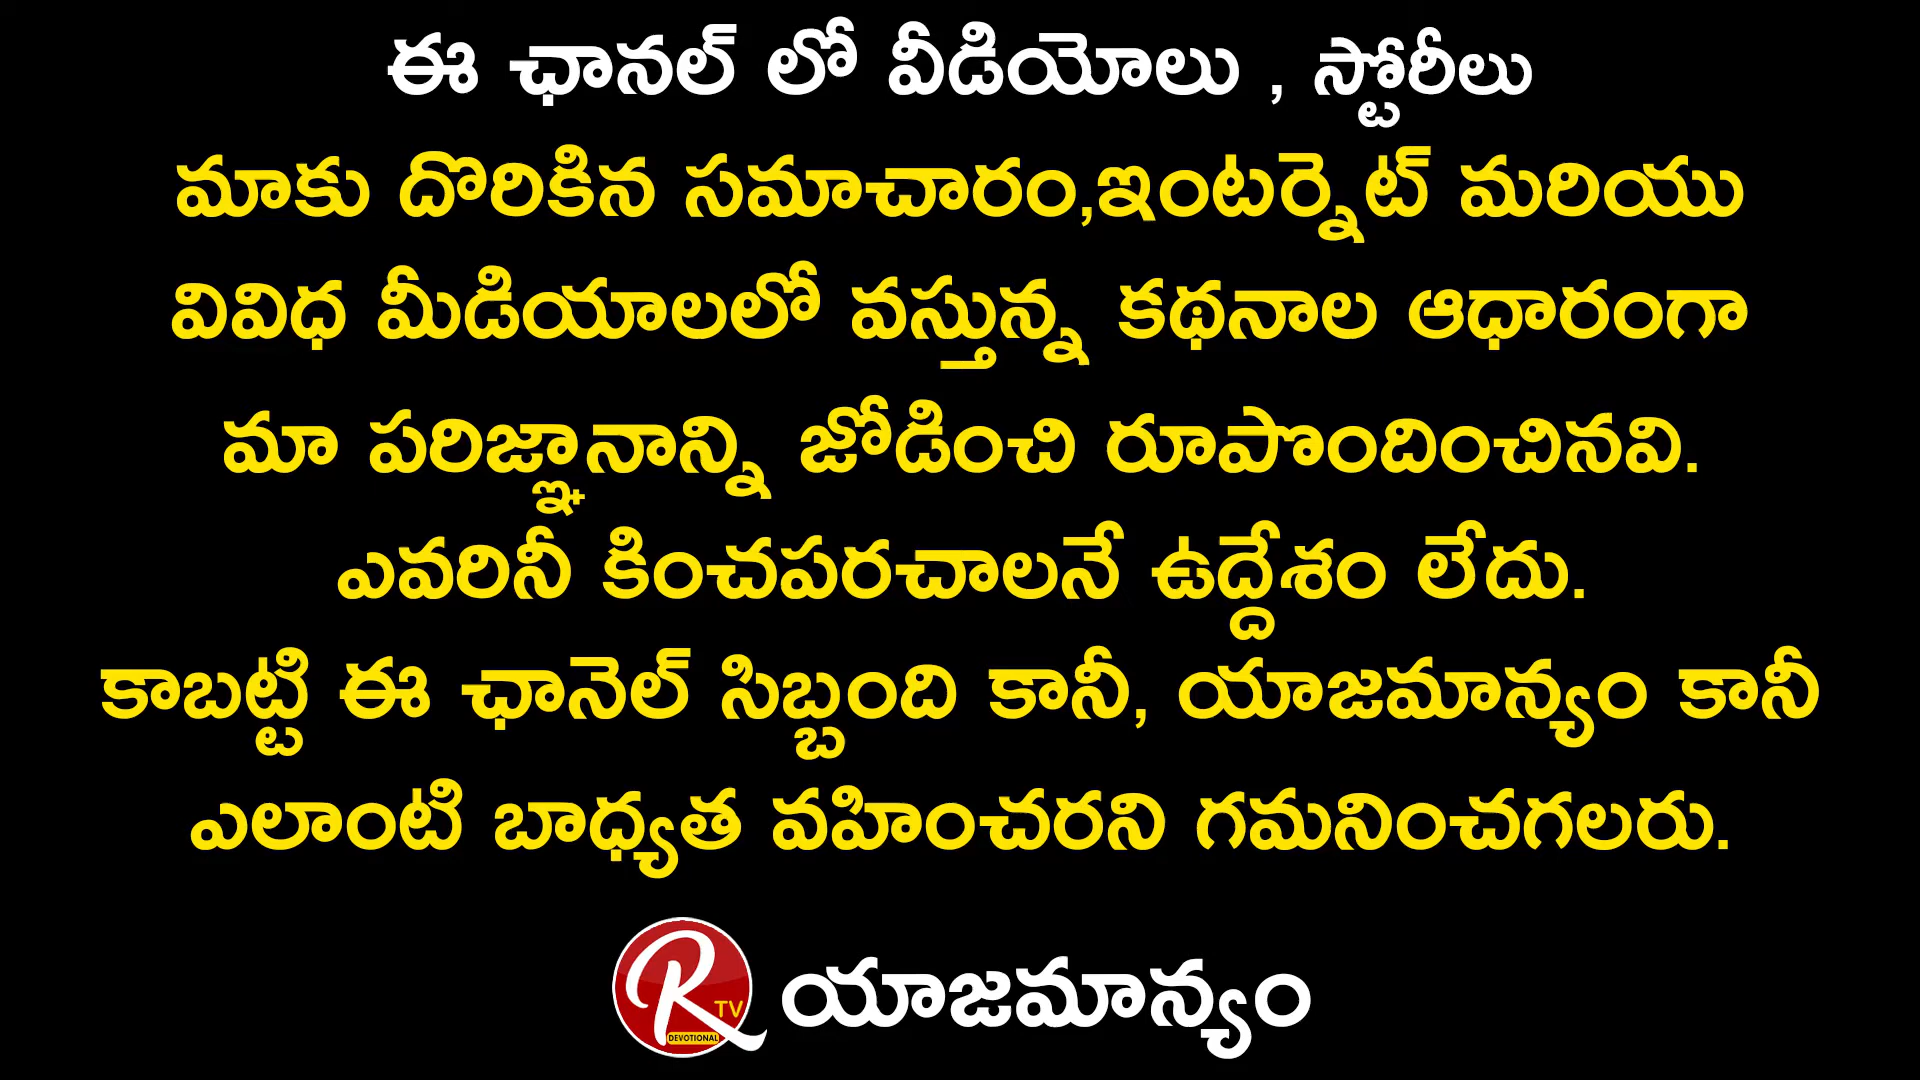 ఈ ఛానల్ లో వీడియోలు , స్టోరీలు
మాకు దొరికిన సమాచారం,ఇంటర్నెట్ మరియు
వివిధ మీడియాలలో వస్తున్న కథనాల ఆధారంగా
మా పరిజ్ఞానాన్ని జోడించి రూపొందించినవి.
ఎవరినీ కించపరచాలనే ఉద్దేశం లేదు.
కాబట్టి ఈ ఛానెల్ సిబ్బంది కానీ, యాజమాన్యం కానీ
ఎలాంటి బాధ్యత వహించరని గమనించగలరు.
R TV DEVOTIONAL యాజమాన్యం